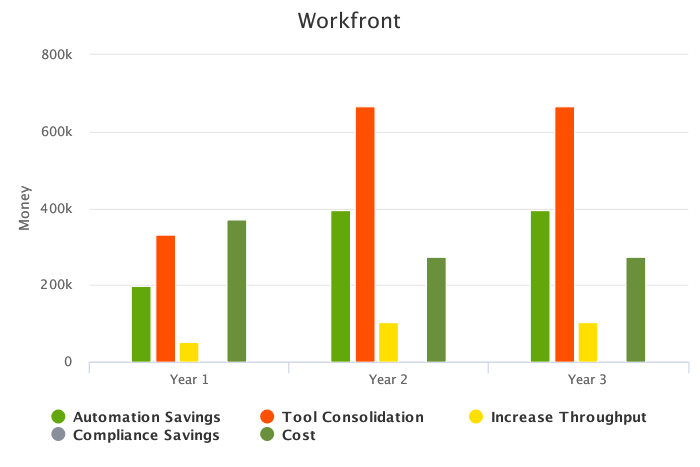 Workfront
800k
600k
400k
200k
0
Money
Year 1 Year 2 Year 3
Automation Savings Tool Consolidation Increase Throughput
Compliance Savings Cost